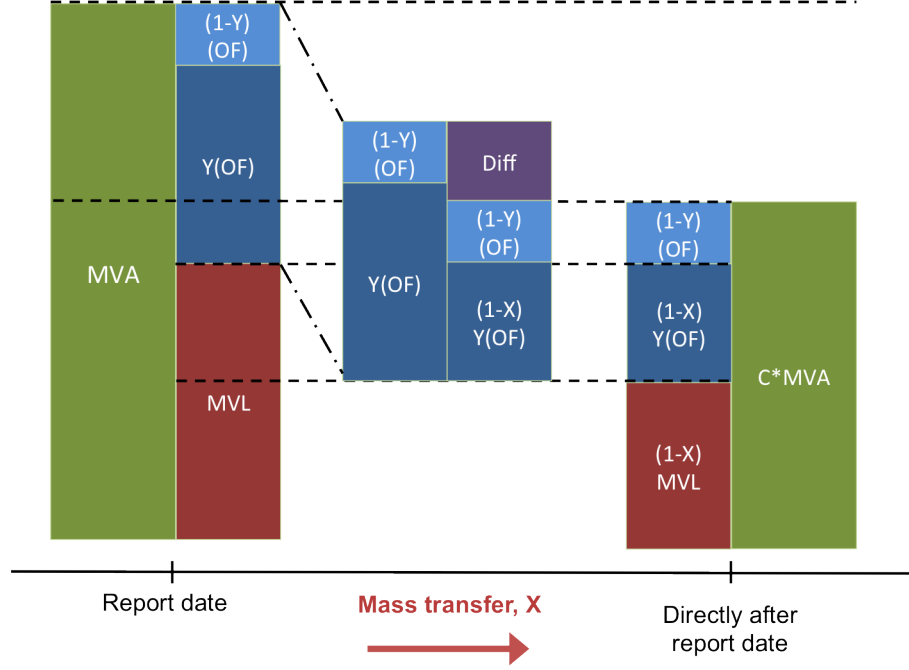 MVA
(1-Y)
(OF)
Y(OF)
MVL
(1-Y)
(OF)
Y(OF)
Diff
(1-Y)
(OF)
(1-X)
Y(OF)
(1-Y)
(OF)
(1-X)
Y(OF)
(1-X)
MVL
C*MVA
Report date
Mass transfer, X
Directly after
report date